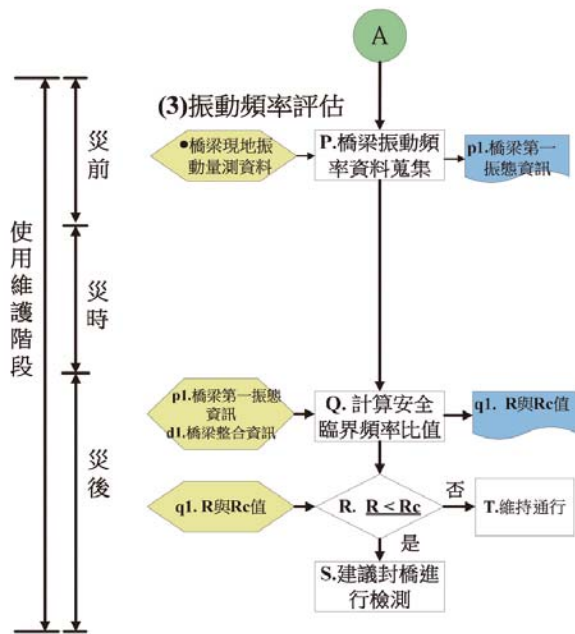 A
(3)振動頻率評估
●橋梁現地振
動量測資料
P.橋梁振動頻
率資料蒐集
p1.橋梁第一
振態資訊
災前
使用維護階段
災時
災後
p1.橋梁第一振態
資訊
d1.橋梁整合資訊
Q. 計算安全
臨界頻率比值
q1. R與Rc值
q1. R與Rc值
R. R < Rc
否
T.維持通行
是
S.建議封橋進
行檢測